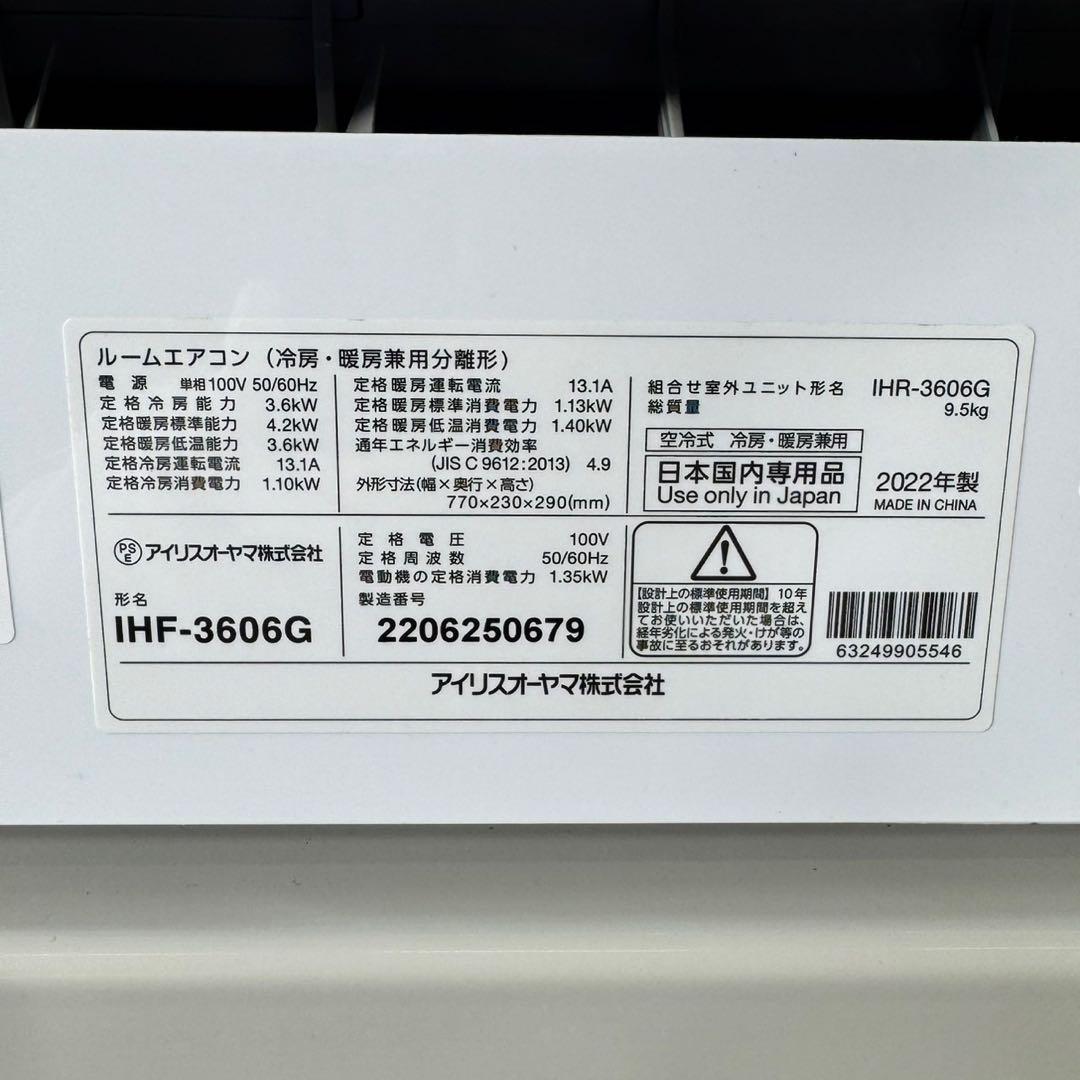 ルームエアコン（冷房・暖房兼用分離形）
電源 単相100V 50/60Hz
定格冷房能力 3.6kW
定格暖房標準能力 4.2kW
定格暖房低温能力 3.6kW
定格冷房運転電流 13.1A
定格冷房消費電力 1.10kW
定格暖房運転電流 13.1A
定格暖房標準消費電力 1.13kW
定格暖房低温消費電力 1.40kW
通年エネルギー消費効率
(JIS C 9612:2013) 4.9
外形寸法(幅×奥行×高さ)
770×230×290(mm)
組合せ室外ユニット形名 IHR-3606G
総質量 9.5kg
空冷式 冷房・暖房兼用
日本国内専用品
Use only in Japan
2022年製
MADE IN CHINA
PSE アイリスオーヤマ株式会社
形名
IHF-3606G
定格電圧 100V
定格周波数 50/60Hz
電動機の定格消費電力 1.35kW
製造番号
2206250679
【設計上の標準使用期間】10年
設計上の標準使用期間を超え
てお使いいただいた場合は、
経年劣化による発火・けが等の
事故に至るおそれがあります。
63249905546
アイリスオーヤマ株式会社